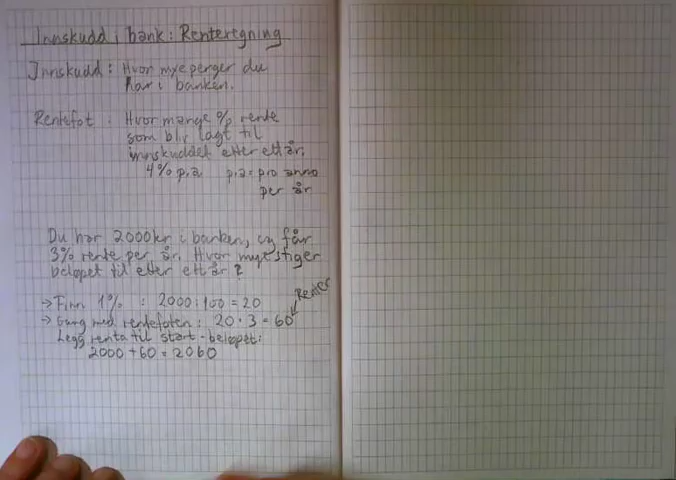 Innskudd i bank: Renteregning
Innskudd: Hvor mye perger du
har i banken.
Rentefot: Hvor mange % rente
som blir lagt til
innskuddet etter ett år.
4% p.a p.a = pro anno
per år
Du har 2000kr i banken, og får
3% rente per år. Hvor mye stiger
beløpet til etter ett år?
→ Finn 1% : 2000:100 = 20
Renter
→ Gang med rentefoten: 20 · 3 = 60
Legg renta til start-beløpet:
2000 + 60 = 2060